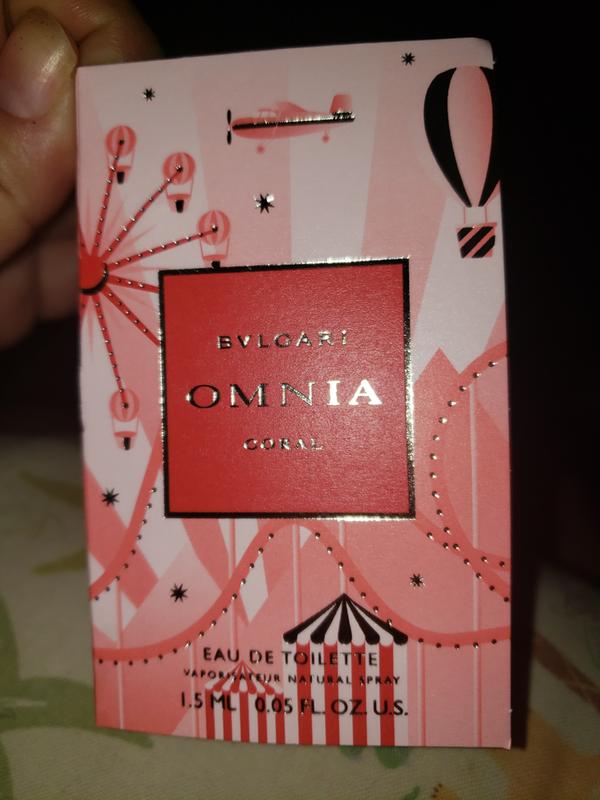 BVLGARI
OMNIA
CORAL
EAU DE TOILETTE
VAPORISATEUR NATURAL SPRAY
1.5 ML 0.05 FL. OZ. U.S.